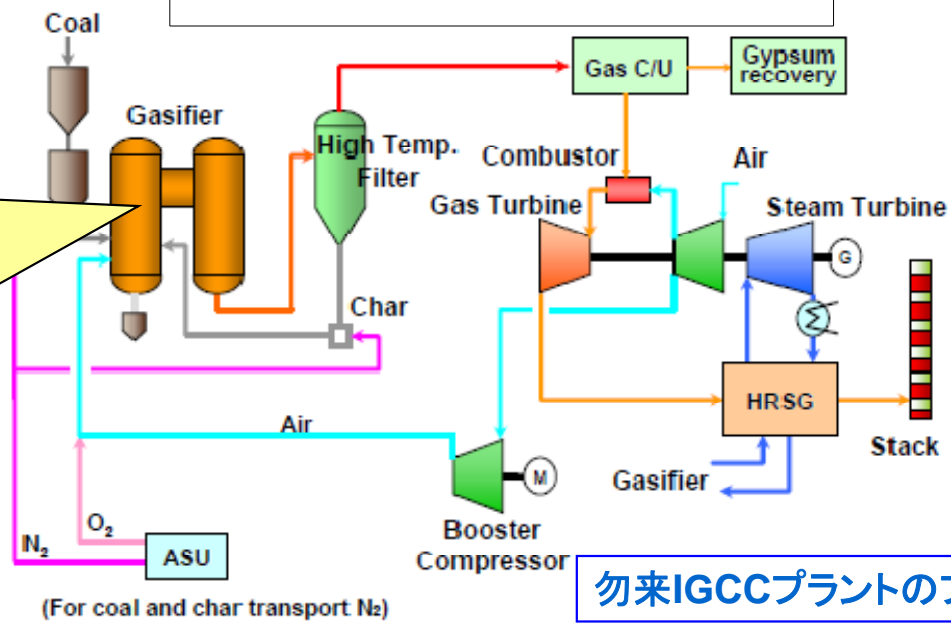 Coal
Gasifier
High Temp.
Filter
Gas C/U
Gypsum
recovery
Combustor
Air
Gas Turbine
Steam Turbine
G
Char
HRSG
Stack
Air
M
Gasifier
Booster
Compressor
O₂
N₂
ASU
(For coal and char transport N₂)
勿来IGCCプラントの